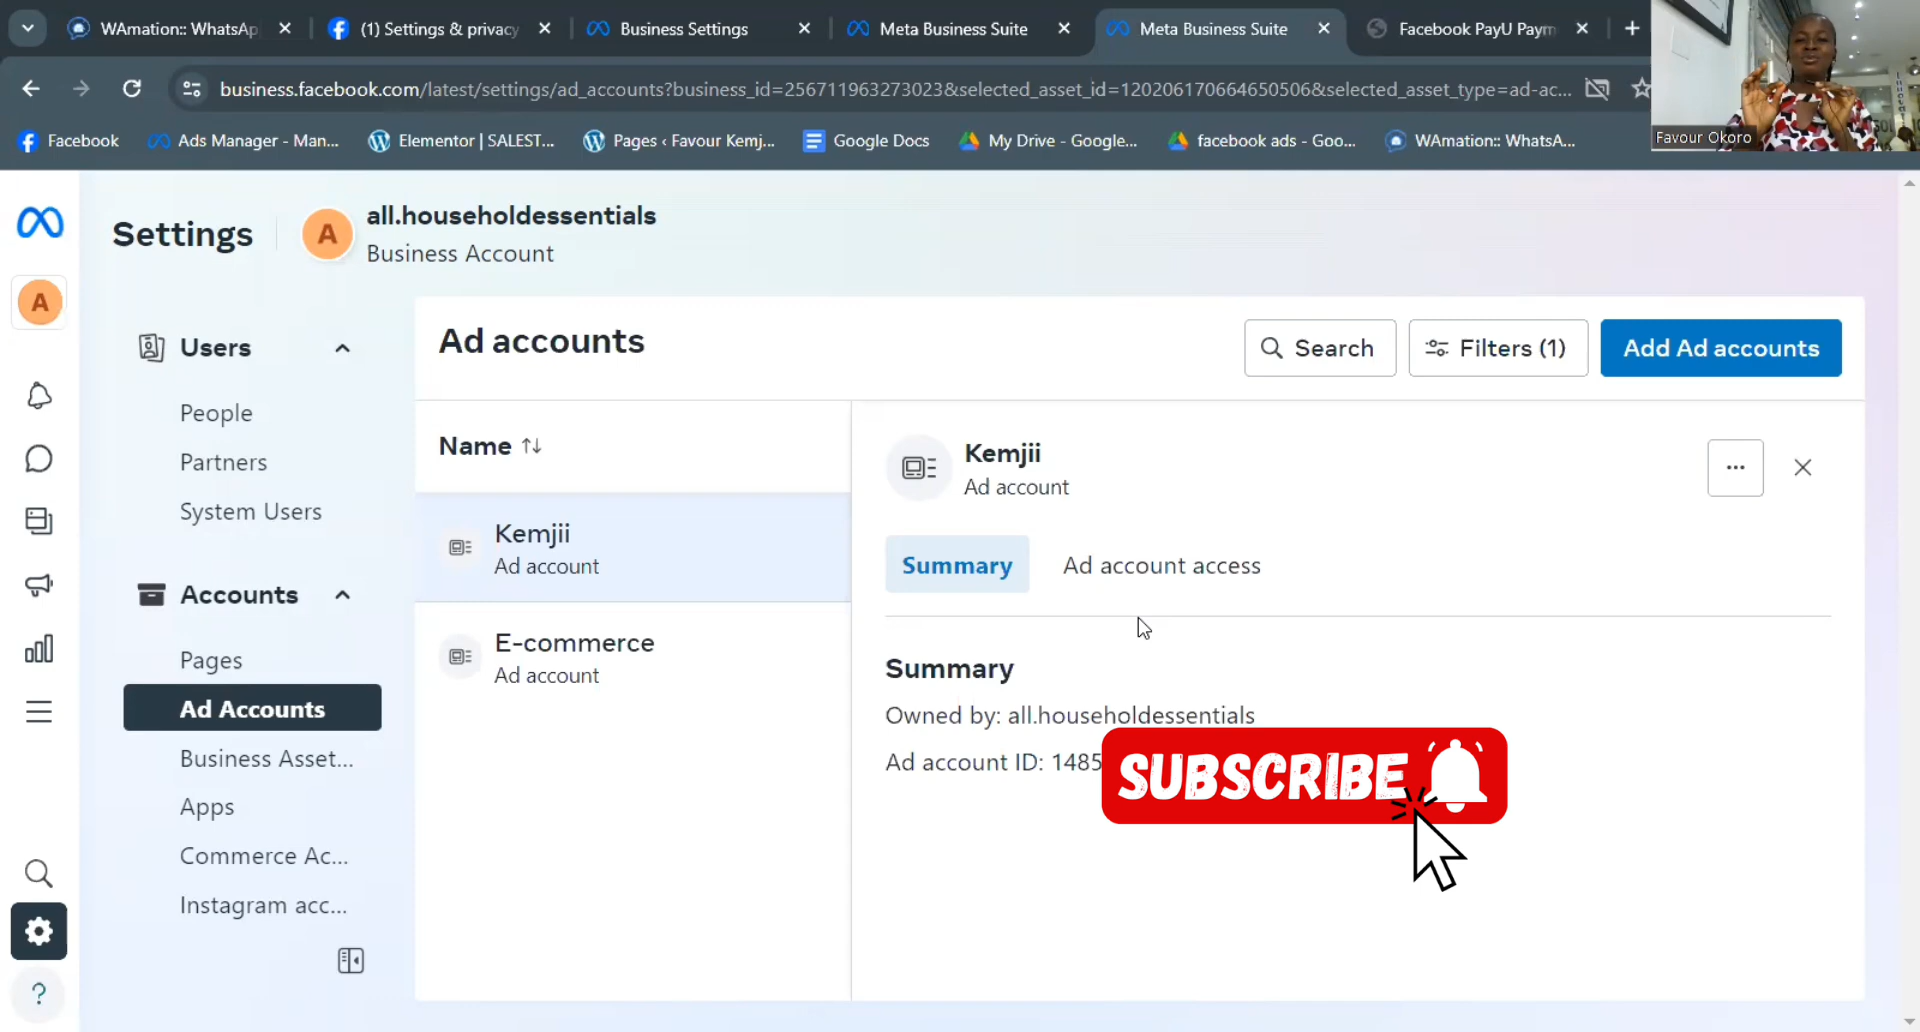 WAmation:: WhatsAp
(1) Settings & privacy
Business Settings
Meta Business Suite
Meta Business Suite
Facebook PayU Paym
business.facebook.com/latest/settings/ad_accounts?business_id=256711963273023&selected_asset_id=120206170664650506&selected_asset_type=ad-ac...
Facebook
Ads Manager - Man...
Elementor | SALEST...
Pages ‹ Favour Kemj...
Google Docs
My Drive - Google...
facebook ads - Goo...
WAmation:: WhatsA...
Favour Okoro
Settings
A
all.householdessentials
Business Account
A
Users
People
Partners
System Users
Accounts
Pages
Ad Accounts
Business Asset...
Apps
Commerce Ac...
Instagram acc...
?
Ad accounts
Search
Filters (1)
Add Ad accounts
Name
Kemjii
Ad account
E-commerce
Ad account
Kemjii
Ad account
...
Summary
Ad account access
Summary
Owned by: all.householdessentials
Ad account ID: 1485
SUBSCRIBE